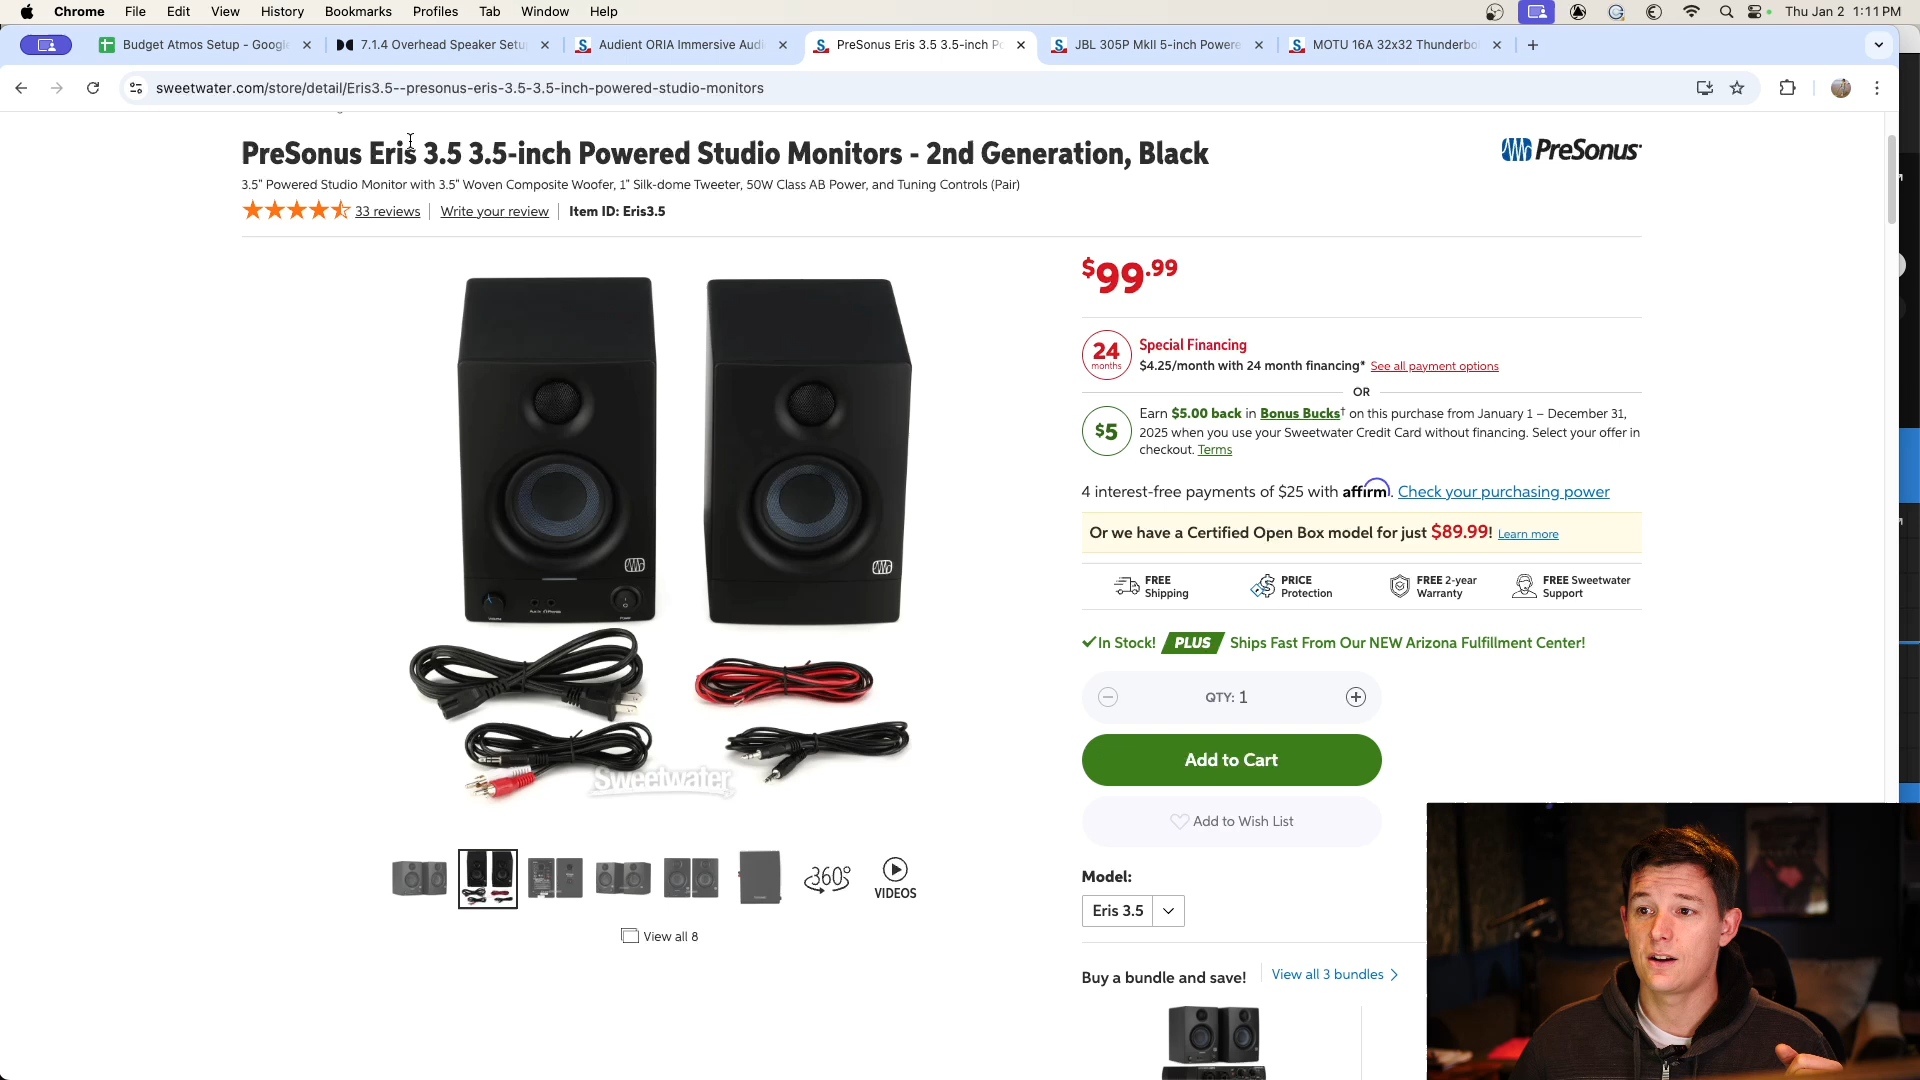 Chrome File Edit View History Bookmarks Profiles Tab Window Help Thu Jan 2 1:11 PM
Budget Atmos Setup - Google 7.1.4 Overhead Speaker Setu Audient ORIA Immersive Audi PreSonus Eris 3.5 3.5-inch Po JBL 305P MkII 5-inch Powere MOTU 16A 32x32 Thunderbol
sweetwater.com/store/detail/Eris3.5--presonus-eris-3.5-3.5-inch-powered-studio-monitors
PreSonus Eris 3.5 3.5-inch Powered Studio Monitors - 2nd Generation, Black
PreSonus
3.5" Powered Studio Monitor with 3.5" Woven Composite Woofer, 1" Silk-dome Tweeter, 50W Class AB Power, and Tuning Controls (Pair)
33 reviews Write your review Item ID: Eris3.5
$99.99
24 months
Special Financing
$4.25/month with 24 month financing* See all payment options
OR
$5
Earn $5.00 back in Bonus Bucks† on this purchase from January 1 – December 31,
2025 when you use your Sweetwater Credit Card without financing. Select your offer in
checkout. Terms
4 interest-free payments of $25 with affirm. Check your purchasing power
Or we have a Certified Open Box model for just $89.99! Learn more
FREE Shipping
PRICE Protection
FREE 2-year Warranty
FREE Sweetwater Support
In Stock! PLUS Ships Fast From Our NEW Arizona Fulfillment Center!
QTY: 1
Add to Cart
Add to Wish List
Sweetwater
360°
VIDEOS
View all 8
Model:
Eris 3.5
Buy a bundle and save! View all 3 bundles